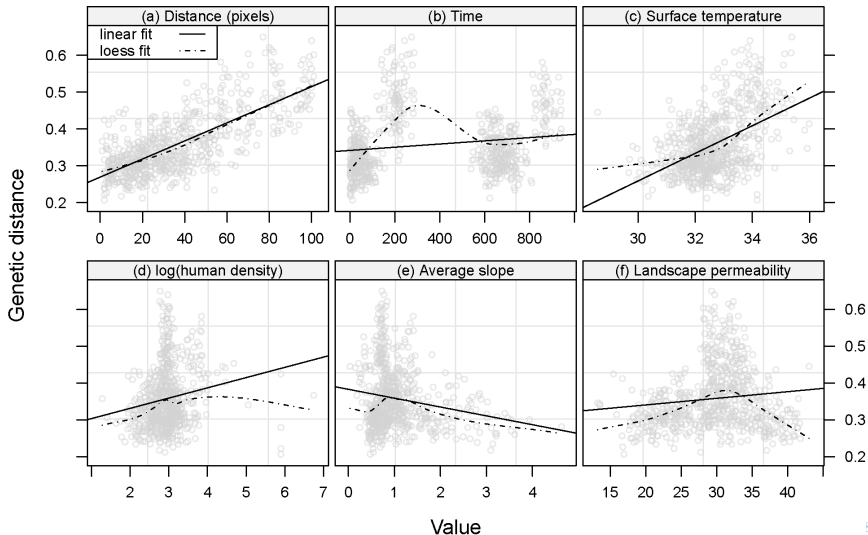 (a) Distance (pixels)
(b) Time
(c) Surface temperature
linear fit
loess fit
0.6
0.5
0.4
0.3
0.2
0 20 40 60 80 100
0 200 400 600 800
30 32 34 36
Genetic distance
(d) log(human density)
(e) Average slope
(f) Landscape permeability
0.6
0.5
0.4
0.3
0.2
2 3 4 5 6 7
0 1 2 3 4
15 20 25 30 35 40
Value